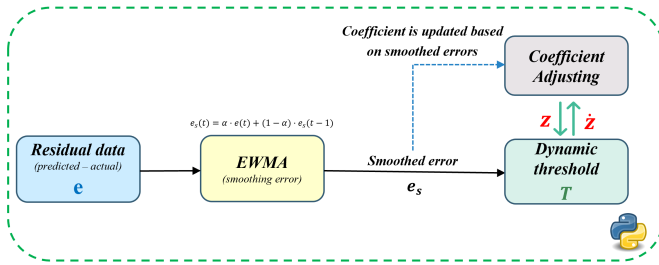 Coefficient is updated based
on smoothed errors
Coefficient
Adjusting
e_s(t) = α · e(t) + (1 − α) · e_s(t − 1)
z ż
Residual data
(predicted – actual)
e
EWMA
(smoothing error)
Smoothed error
e_s
Dynamic
threshold
T